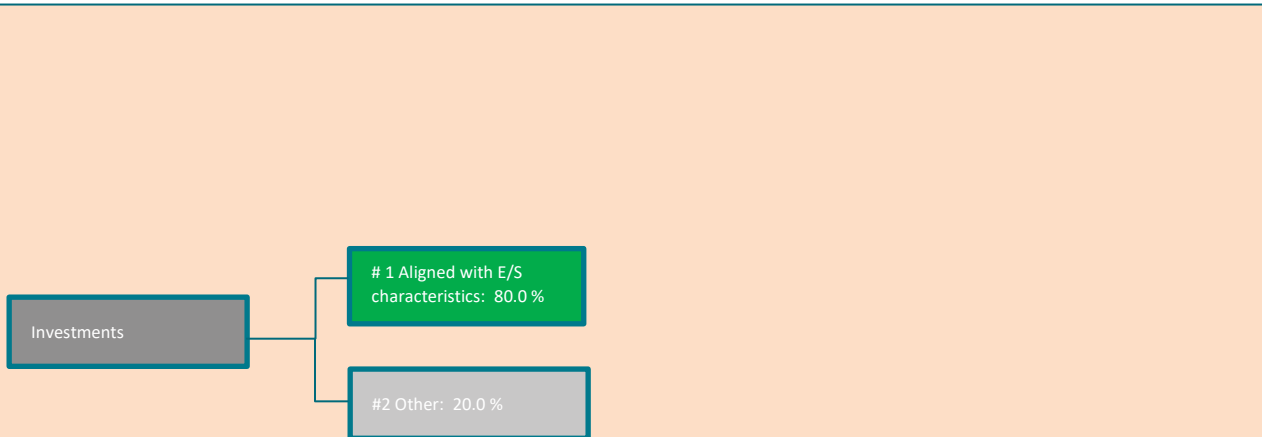 # 1 Aligned with E/S
characteristics:  80.0 %
Investments
#2 Other:  20.0 %